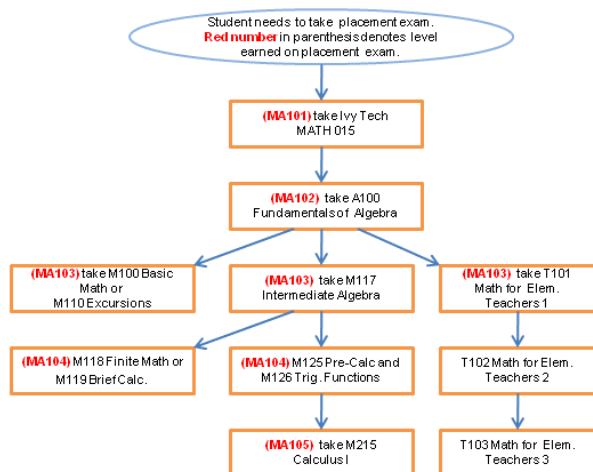 Student needs to take placement exam.
Red number in parenthesis denotes level
earned on placement exam.
(MA101) take Ivy Tech
MATH 015
(MA102) take A100
Fundamentals of Algebra
(MA103) take M100 Basic
Math or
M110 Excursions
(MA103) take M117
Intermediate Algebra
(MA103) take T101
Math for Elem.
Teachers 1
(MA104) M118 Finite Math or
M119 Brief Calc.
(MA104) M125 Pre-Calc and
M126 Trig. Functions
T102 Math for Elem.
Teachers 2
(MA105) take M215
Calculus I
T103 Math for Elem.
Teachers 3